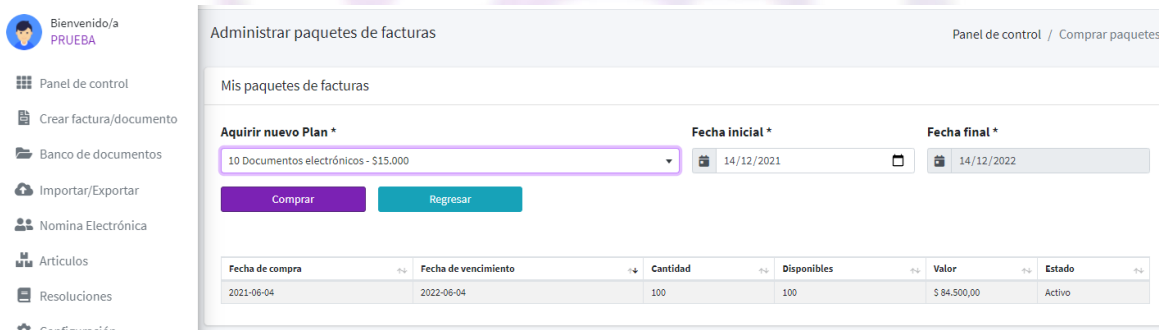 Bienvenido/a
PRUEBA
Panel de control
Crear factura/documento
Banco de documentos
Importar/Exportar
Nomina Electrónica
Articulos
Resoluciones
Configuración
Administrar paquetes de facturas
Panel de control / Comprar paquetes
Mis paquetes de facturas
Aquirir nuevo Plan * Fecha inicial * Fecha final *
10 Documentos electrónicos - $15.000 14/12/2021 14/12/2022
Comprar Regresar
Fecha de compra Fecha de vencimiento Cantidad Disponibles Valor Estado
2021-06-04 2022-06-04 100 100 $ 84.500,00 Activo